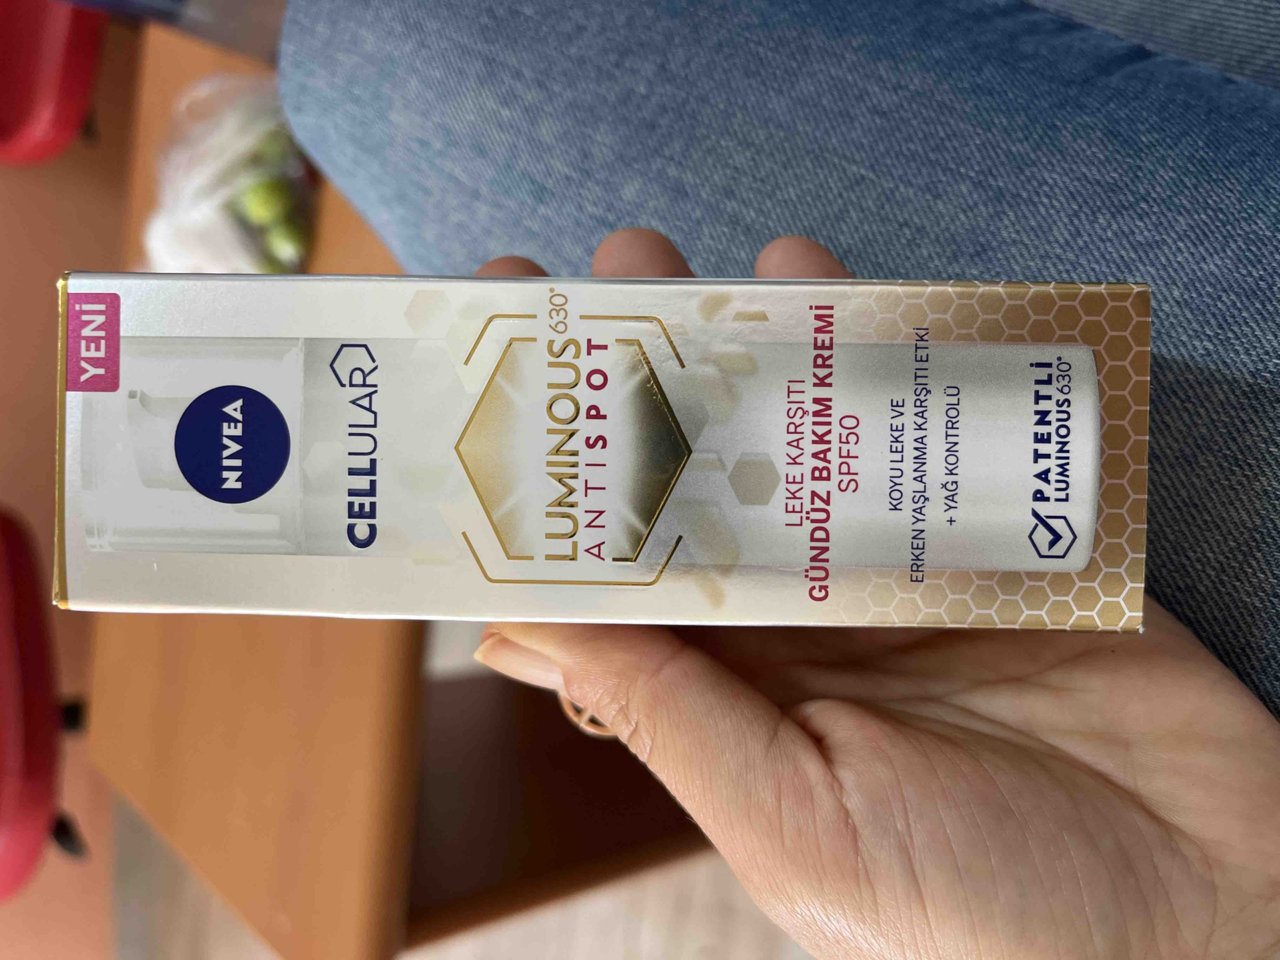 YENİ
NIVEA
CELLULAR
LUMINOUS630°
ANTISPOT
LEKE KARŞITI
GÜNDÜZ BAKIM KREMİ
SPF50
KOYU LEKE VE
ERKEN YAŞLANMA KARŞITI ETKİ
+ YAĞ KONTROLÜ
PATENTLİ
LUMINOUS630°